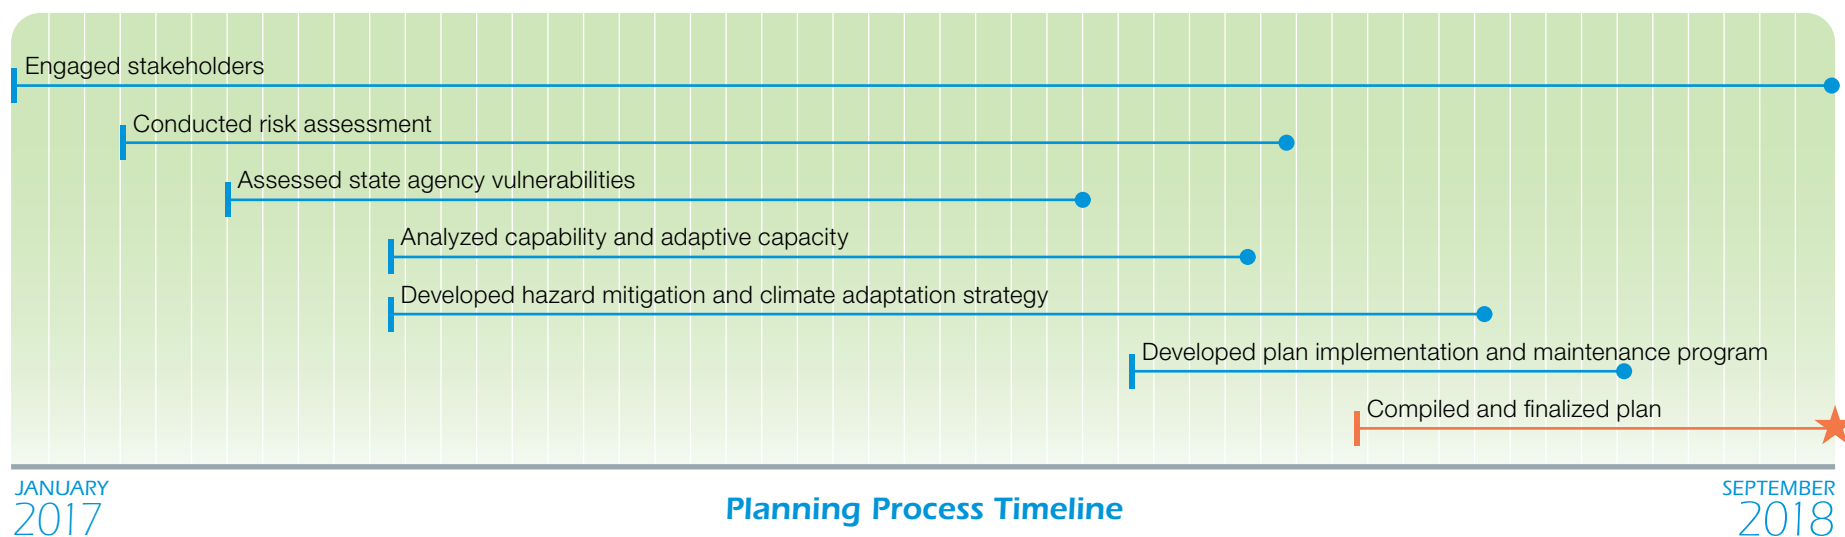 Engaged stakeholders
Conducted risk assessment
Assessed state agency vulnerabilities
Analyzed capability and adaptive capacity
Developed hazard mitigation and climate adaptation strategy
Developed plan implementation and maintenance program
Compiled and finalized plan
JANUARY
2017
Planning Process Timeline
SEPTEMBER
2018